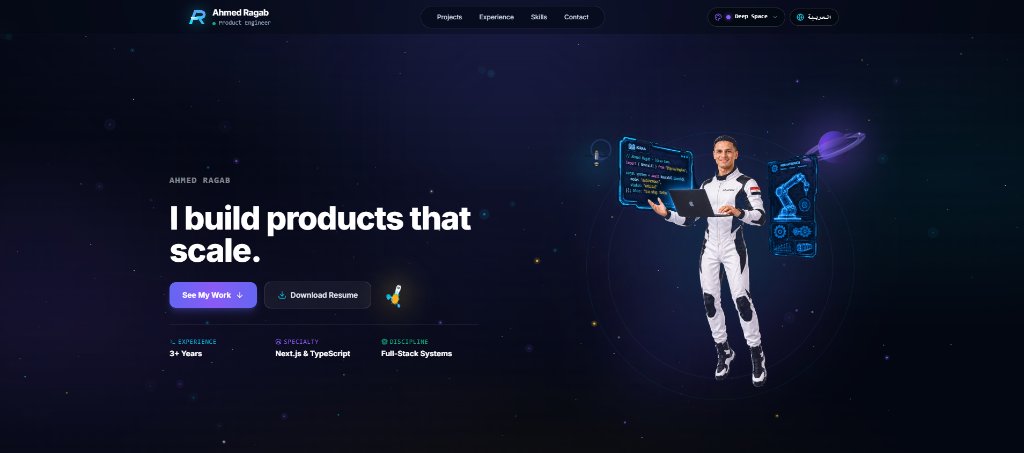 Ahmed Ragab
Product Engineer
Projects
Experience
Skills
Contact
Deep Space
العربية
AHMED RAGAB
I build products that
scale.
See My Work
Download Resume
EXPERIENCE
SPECIALTY
DISCIPLINE
3+ Years
Next.js & TypeScript
Full-Stack Systems